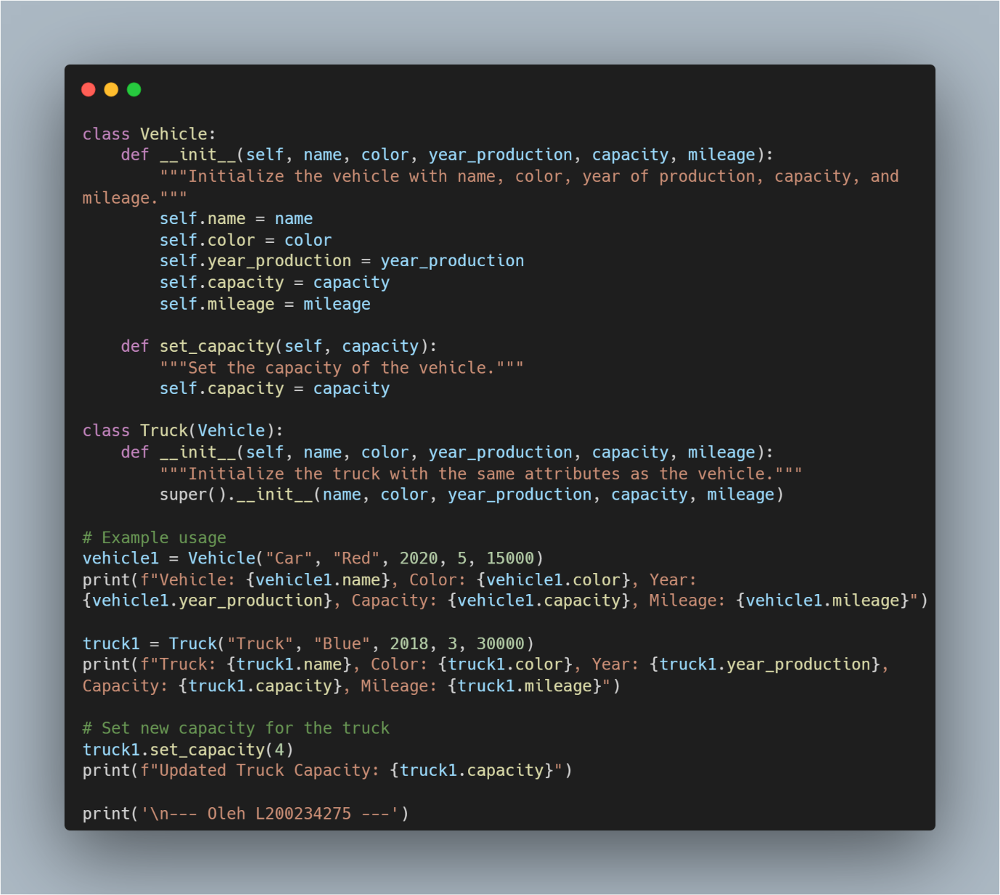 class Vehicle:
    def __init__(self, name, color, year_production, capacity, mileage):
        """Initialize the vehicle with name, color, year of production, capacity, and
mileage."""
        self.name = name
        self.color = color
        self.year_production = year_production
        self.capacity = capacity
        self.mileage = mileage

    def set_capacity(self, capacity):
        """Set the capacity of the vehicle."""
        self.capacity = capacity

class Truck(Vehicle):
    def __init__(self, name, color, year_production, capacity, mileage):
        """Initialize the truck with the same attributes as the vehicle."""
        super().__init__(name, color, year_production, capacity, mileage)

# Example usage
vehicle1 = Vehicle("Car", "Red", 2020, 5, 15000)
print(f"Vehicle: {vehicle1.name}, Color: {vehicle1.color}, Year:
{vehicle1.year_production}, Capacity: {vehicle1.capacity}, Mileage: {vehicle1.mileage}")

truck1 = Truck("Truck", "Blue", 2018, 3, 30000)
print(f"Truck: {truck1.name}, Color: {truck1.color}, Year: {truck1.year_production},
Capacity: {truck1.capacity}, Mileage: {truck1.mileage}")

# Set new capacity for the truck
truck1.set_capacity(4)
print(f"Updated Truck Capacity: {truck1.capacity}")

print('\n--- Oleh L200234275 ---')